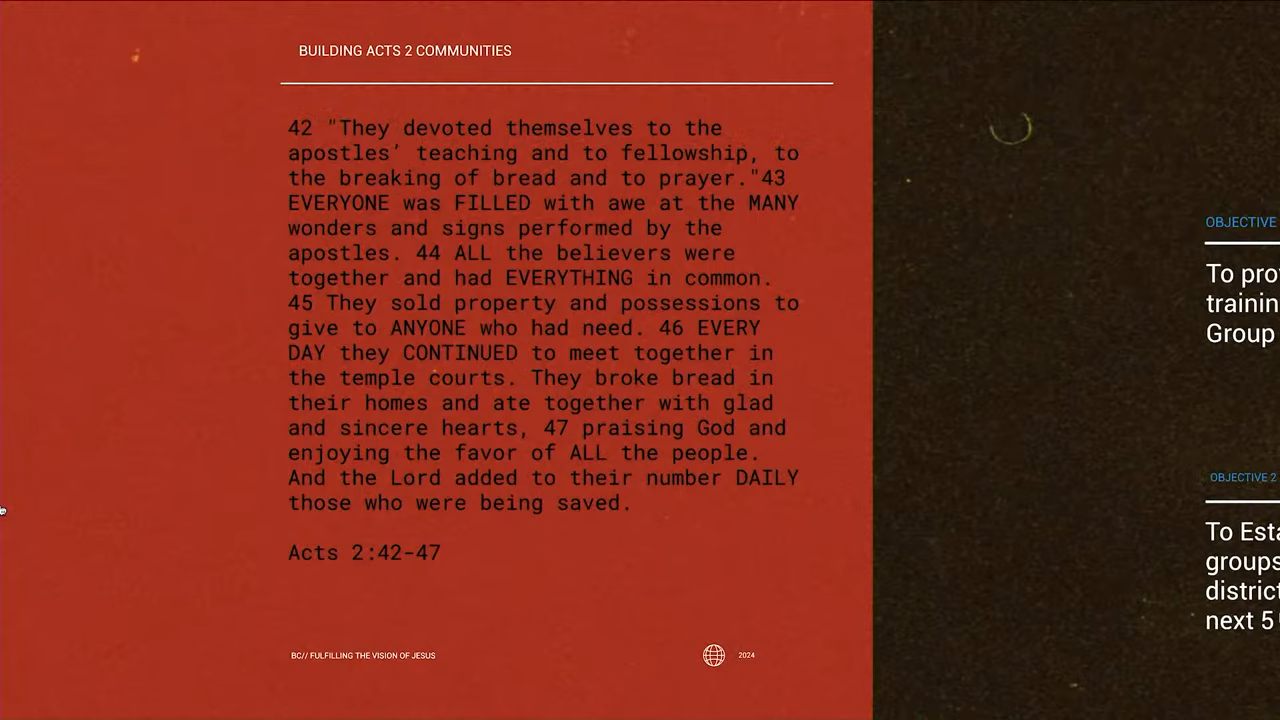 BUILDING ACTS 2 COMMUNITIES
42 "They devoted themselves to the
apostles’ teaching and to fellowship, to
the breaking of bread and to prayer."43
EVERYONE was FILLED with awe at the MANY
wonders and signs performed by the
apostles. 44 ALL the believers were
together and had EVERYTHING in common.
45 They sold property and possessions to
give to ANYONE who had need. 46 EVERY
DAY they CONTINUED to meet together in
the temple courts. They broke bread in
their homes and ate together with glad
and sincere hearts, 47 praising God and
enjoying the favor of ALL the people.
And the Lord added to their number DAILY
those who were being saved.
Acts 2:42-47
BC// FULFILLING THE VISION OF JESUS
2024
OBJECTIVE
To
Group
OBJECTIVE 2
To
next 5